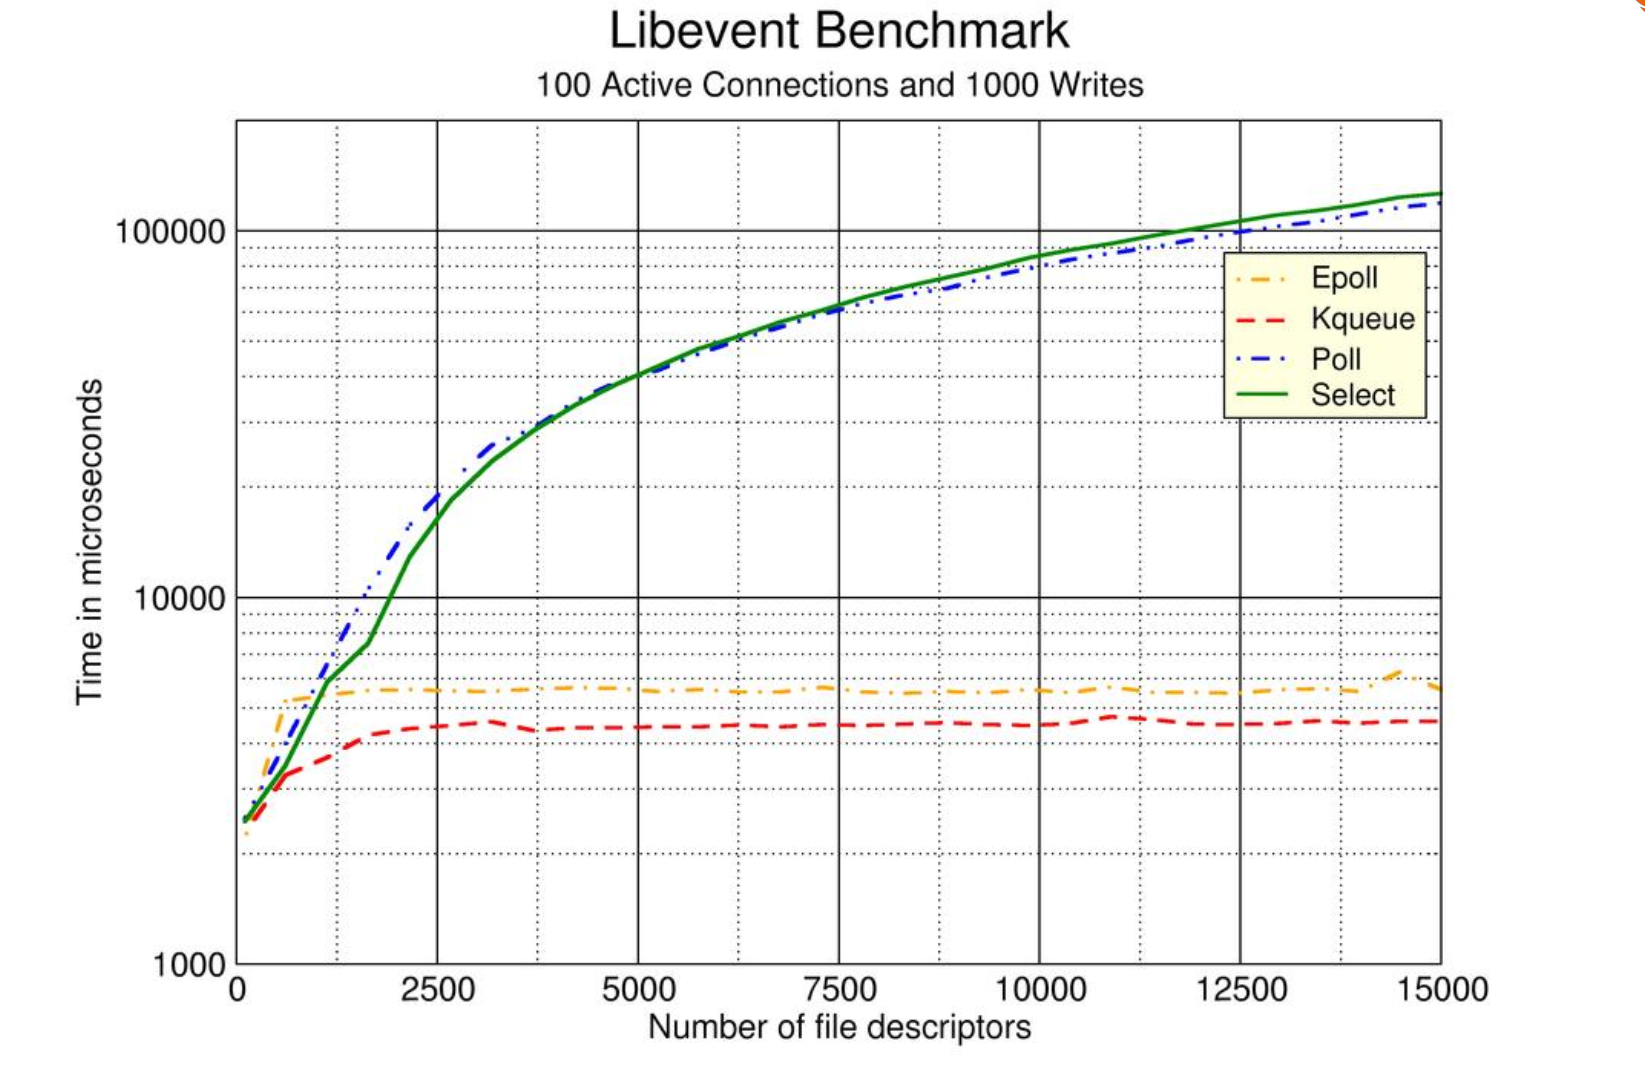 Libevent Benchmark
100 Active Connections and 1000 Writes
Time in microseconds
100000
10000
1000
Epoll
Kqueue
Poll
Select
0 2500 5000 7500 10000 12500 15000
Number of file descriptors